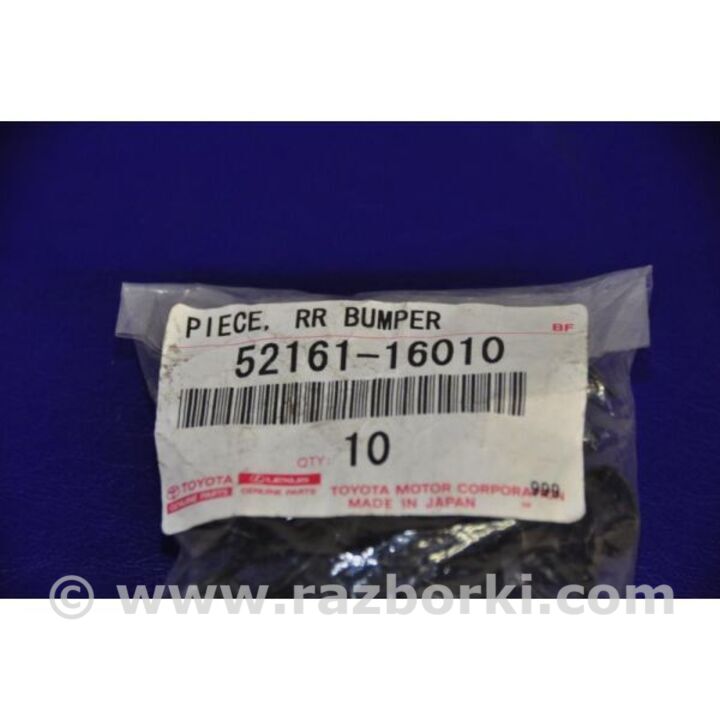 PIECE, RR BUMPER
BF
52161-16010
QTY: 10
TOYOTA
GENUINE PARTS
LEXUS
GENUINE PARTS
TOYOTA MOTOR CORPORATION
MADE IN JAPAN
999
© www.razborki.com